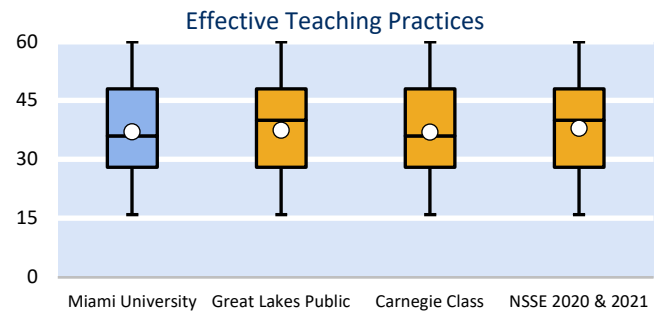 Effective Teaching Practices
60
45
30
15
0
Miami University Great Lakes Public Carnegie Class NSSE 2020 & 2021